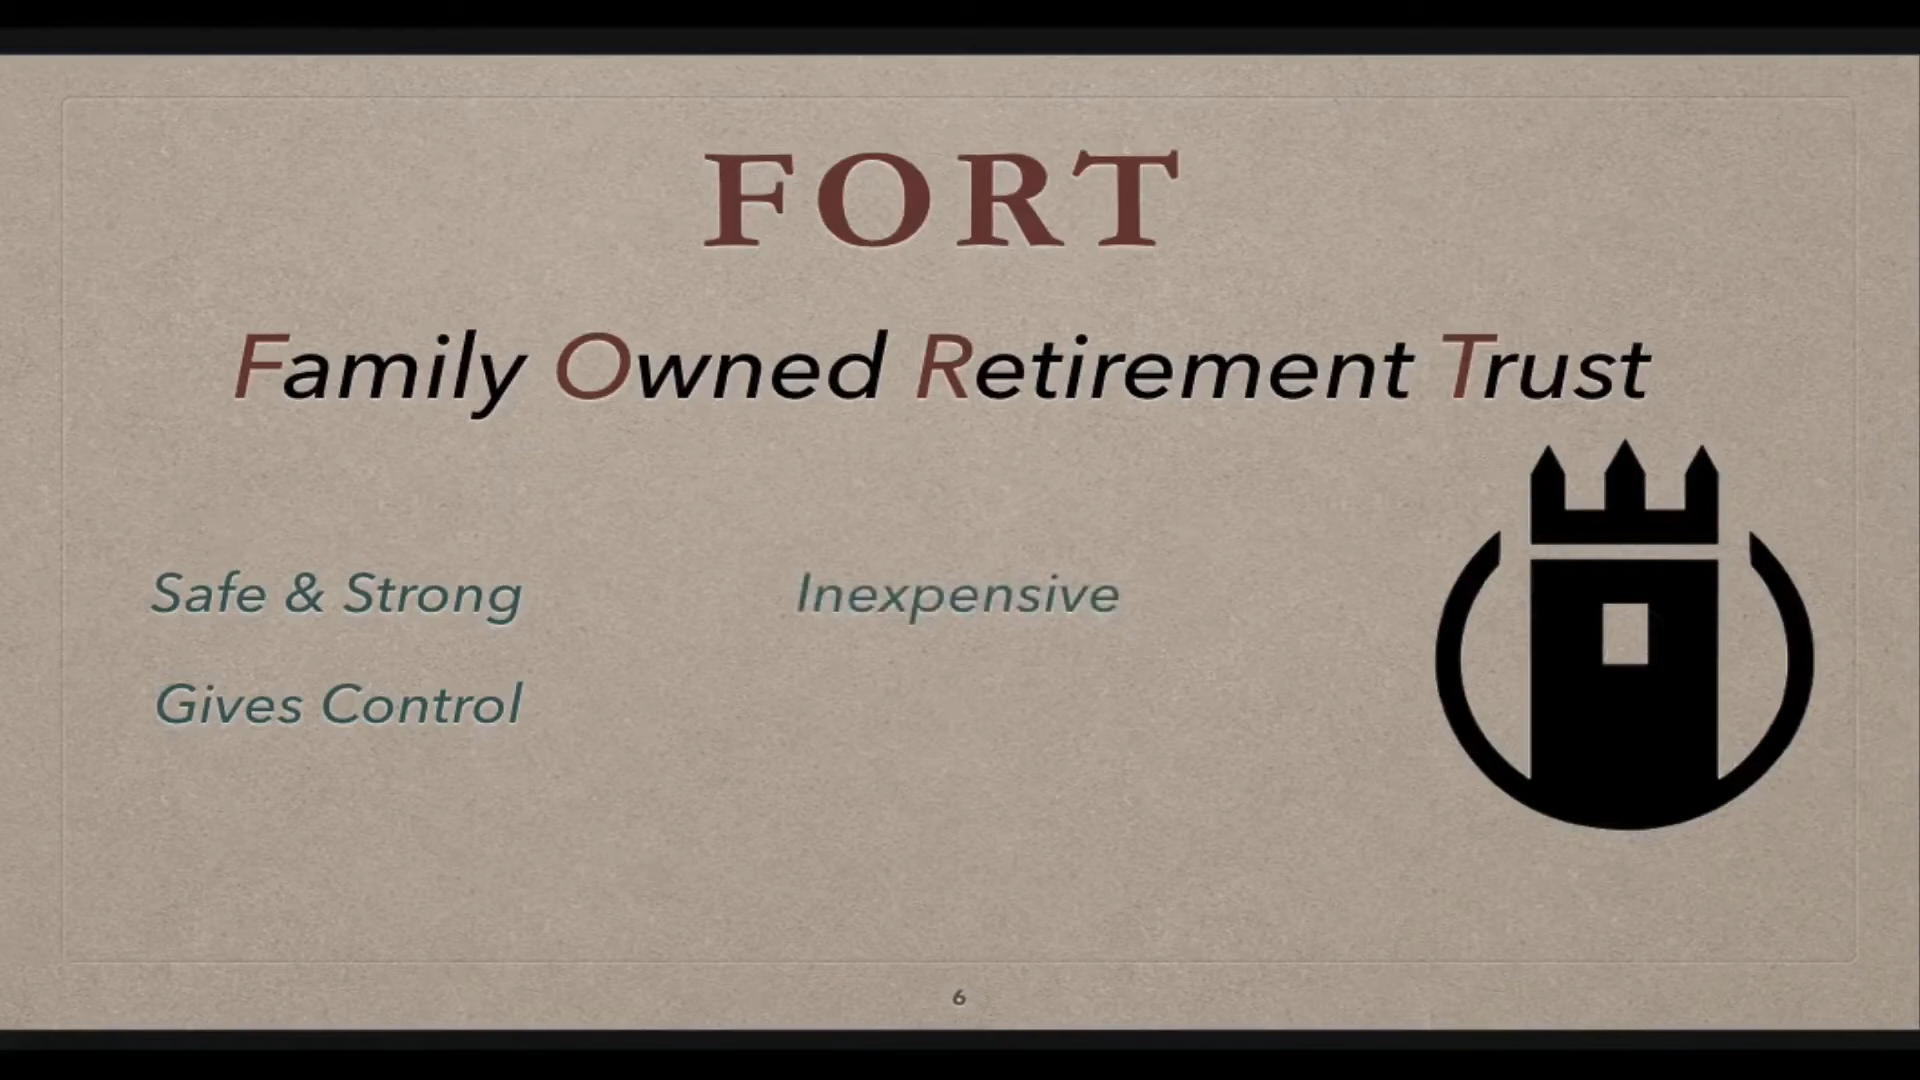 FORT
Family Owned Retirement Trust
Safe & Strong
Inexpensive
Gives Control
6